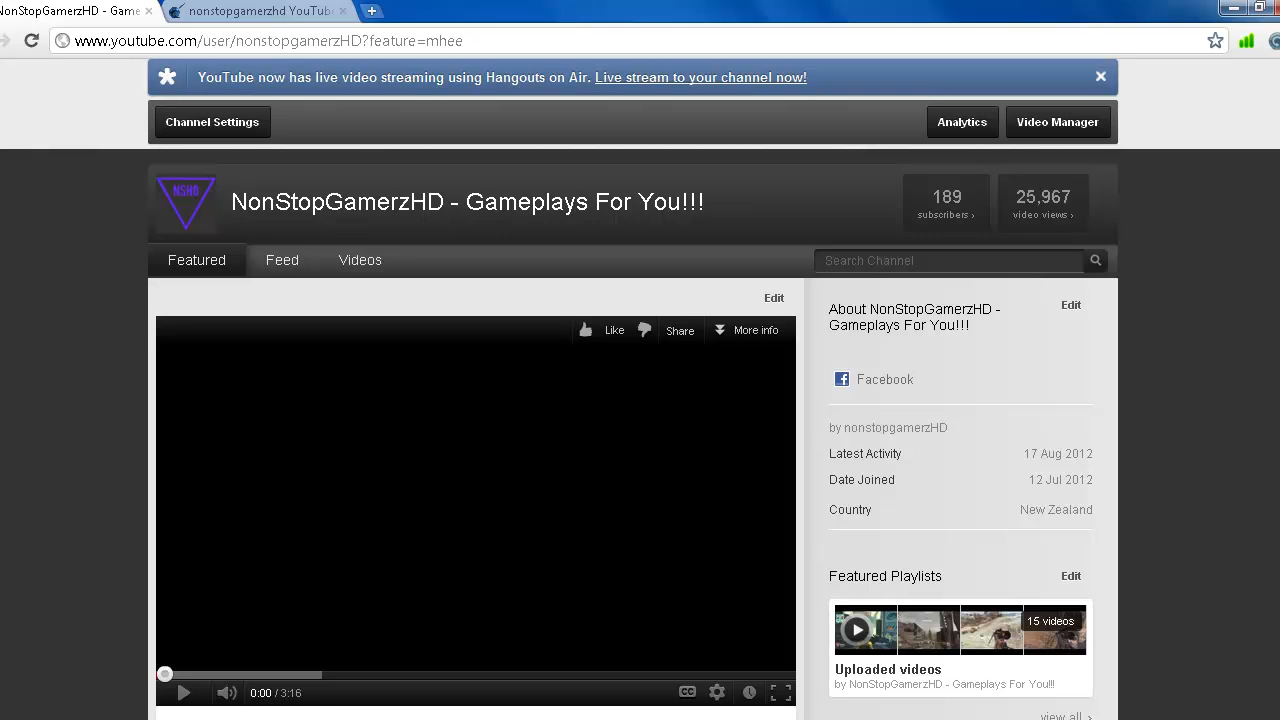 NonStopGamerzHD - Game
nonstopgamerzhd YouTube
www.youtube.com/user/nonstopgamerzHD?feature=mhee
YouTube now has live video streaming using Hangouts on Air. Live stream to your channel now!
Channel Settings
Analytics
Video Manager
NSHD
NonStopGamerzHD - Gameplays For You!!!
189
subscribers ›
25,967
video views ›
Featured
Feed
Videos
Search Channel
Edit
Like
Share
More info
0:00 / 3:16
CC
About NonStopGamerzHD -
Gameplays For You!!!
Edit
Facebook
by nonstopgamerzHD
Latest Activity 17 Aug 2012
Date Joined 12 Jul 2012
Country New Zealand
Featured Playlists
Edit
15 videos
Uploaded videos
by NonStopGamerzHD - Gameplays For You!!!
view all ›